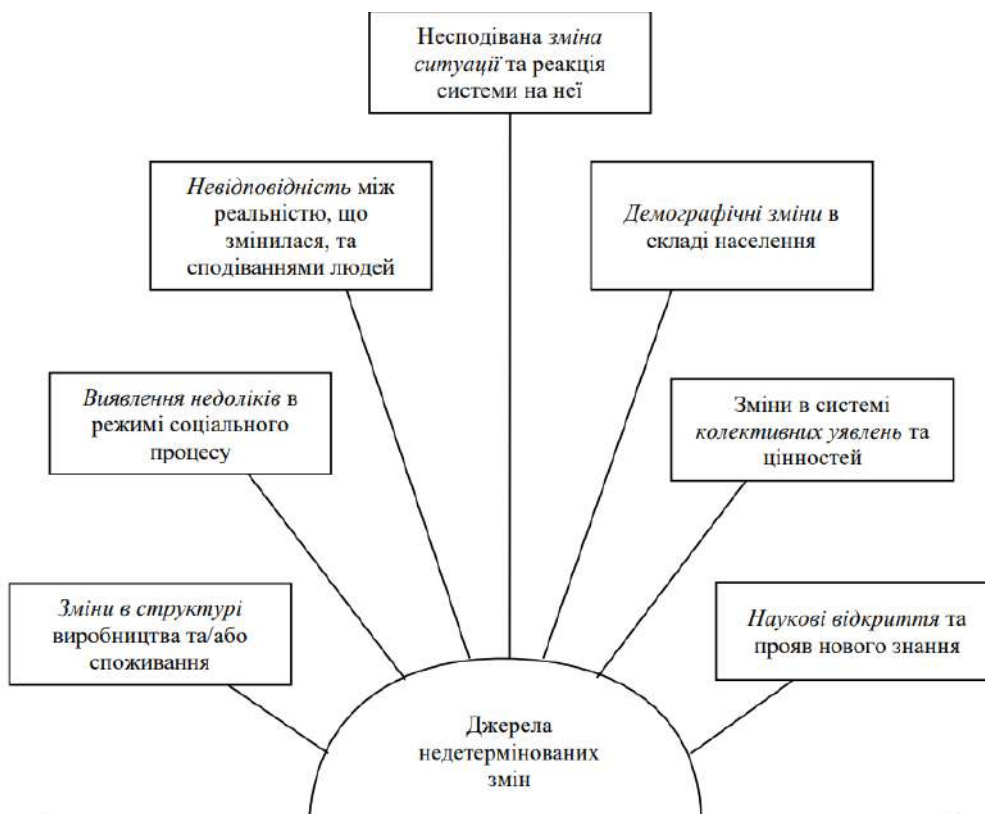 Несподівана зміна
ситуації та реакція
системи на неї
Невідповідність між
реальністю, що
змінилася, та
сподіваннями людей
Демографічні зміни в
складі населення
Виявлення недоліків в
режимі соціального
процесу
Зміни в системі
колективних уявлень та
цінностей
Зміни в структурі
виробництва та/або
споживання
Наукові відкриття та
прояв нового знання
Джерела
недетермінованих
змін